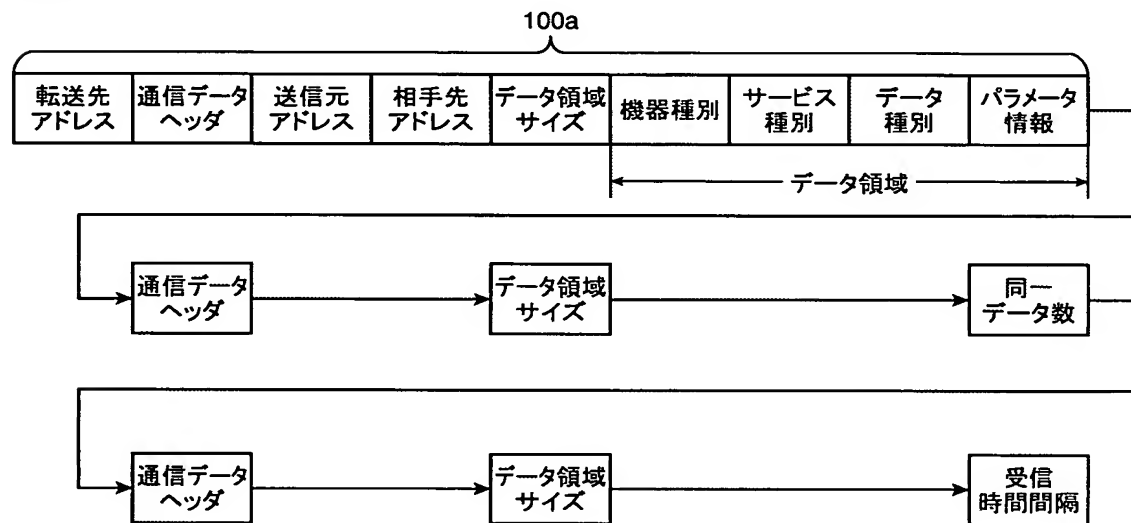 100a
転送先
アドレス
通信データ
ヘッダ
送信元
アドレス
相手先
アドレス
データ領域
サイズ
機器種別
サービス
種別
データ
種別
パラメータ
情報
データ領域
通信データ
ヘッダ
データ領域
サイズ
同一
データ数
通信データ
ヘッダ
データ領域
サイズ
受信
時間間隔